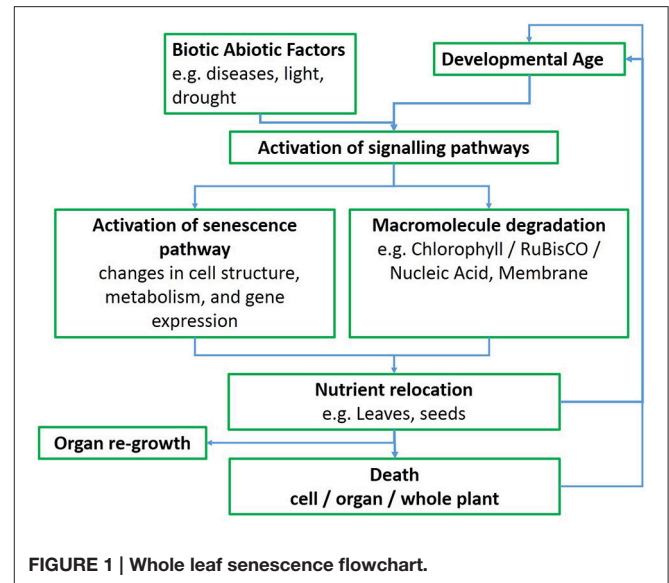 Biotic Abiotic Factors
e.g. diseases, light,
drought
Developmental Age
Activation of signalling pathways
Activation of senescence
pathway
changes in cell structure,
metabolism, and gene
expression
Macromolecule degradation
e.g. Chlorophyll / RuBisCO /
Nucleic Acid, Membrane
Nutrient relocation
e.g. Leaves, seeds
Organ re-growth
Death
cell / organ / whole plant
FIGURE 1 | Whole leaf senescence flowchart.